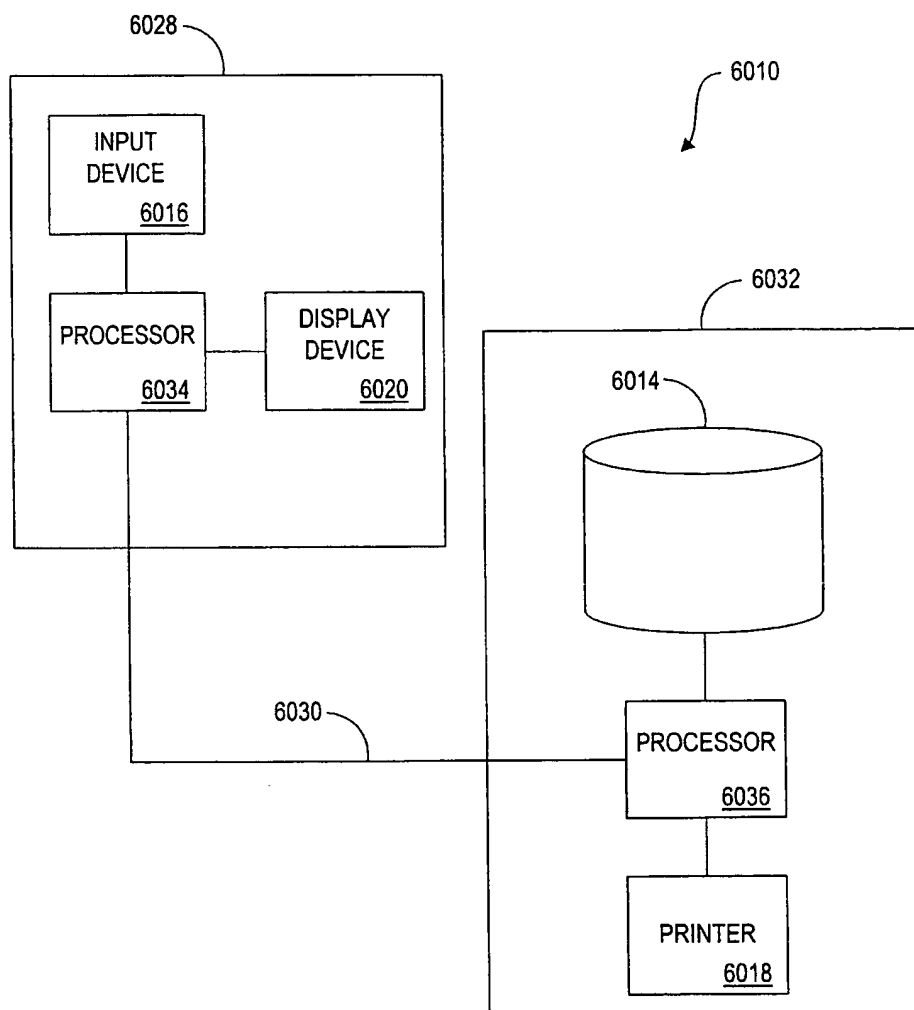 6028
6010
INPUT
DEVICE
6016
6032
PROCESSOR
6034
DISPLAY
DEVICE
6020
6014
6030
PROCESSOR
6036
PRINTER
6018